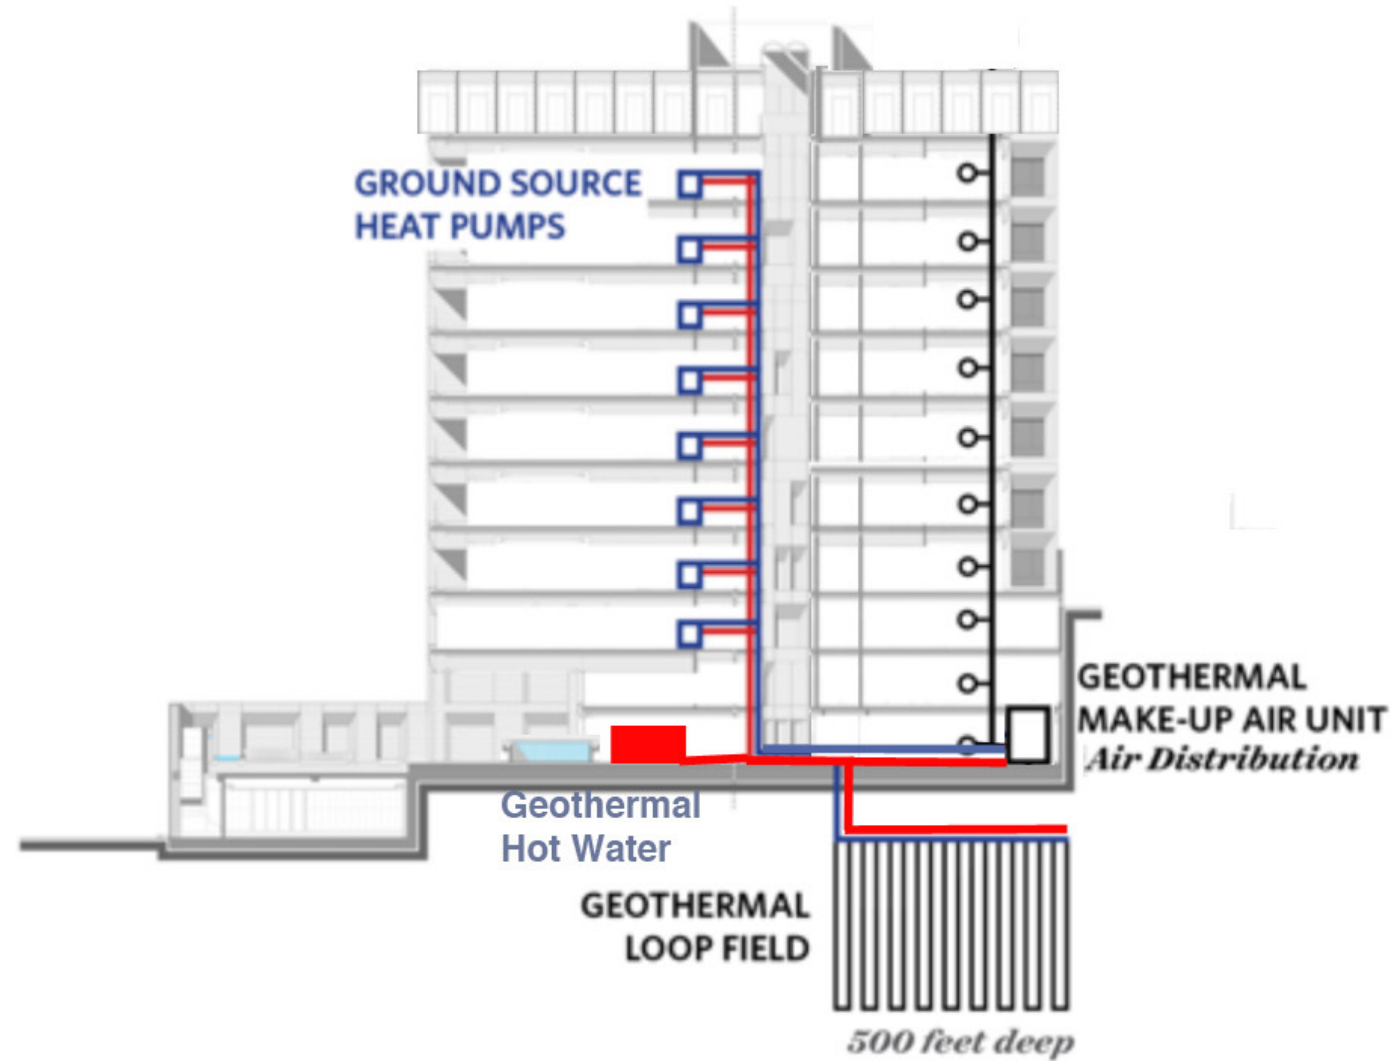 GROUND SOURCE
HEAT PUMPS
GEOTHERMAL
MAKE-UP AIR UNIT
Air Distribution
Geothermal
Hot Water
GEOTHERMAL
LOOP FIELD
500 feet deep